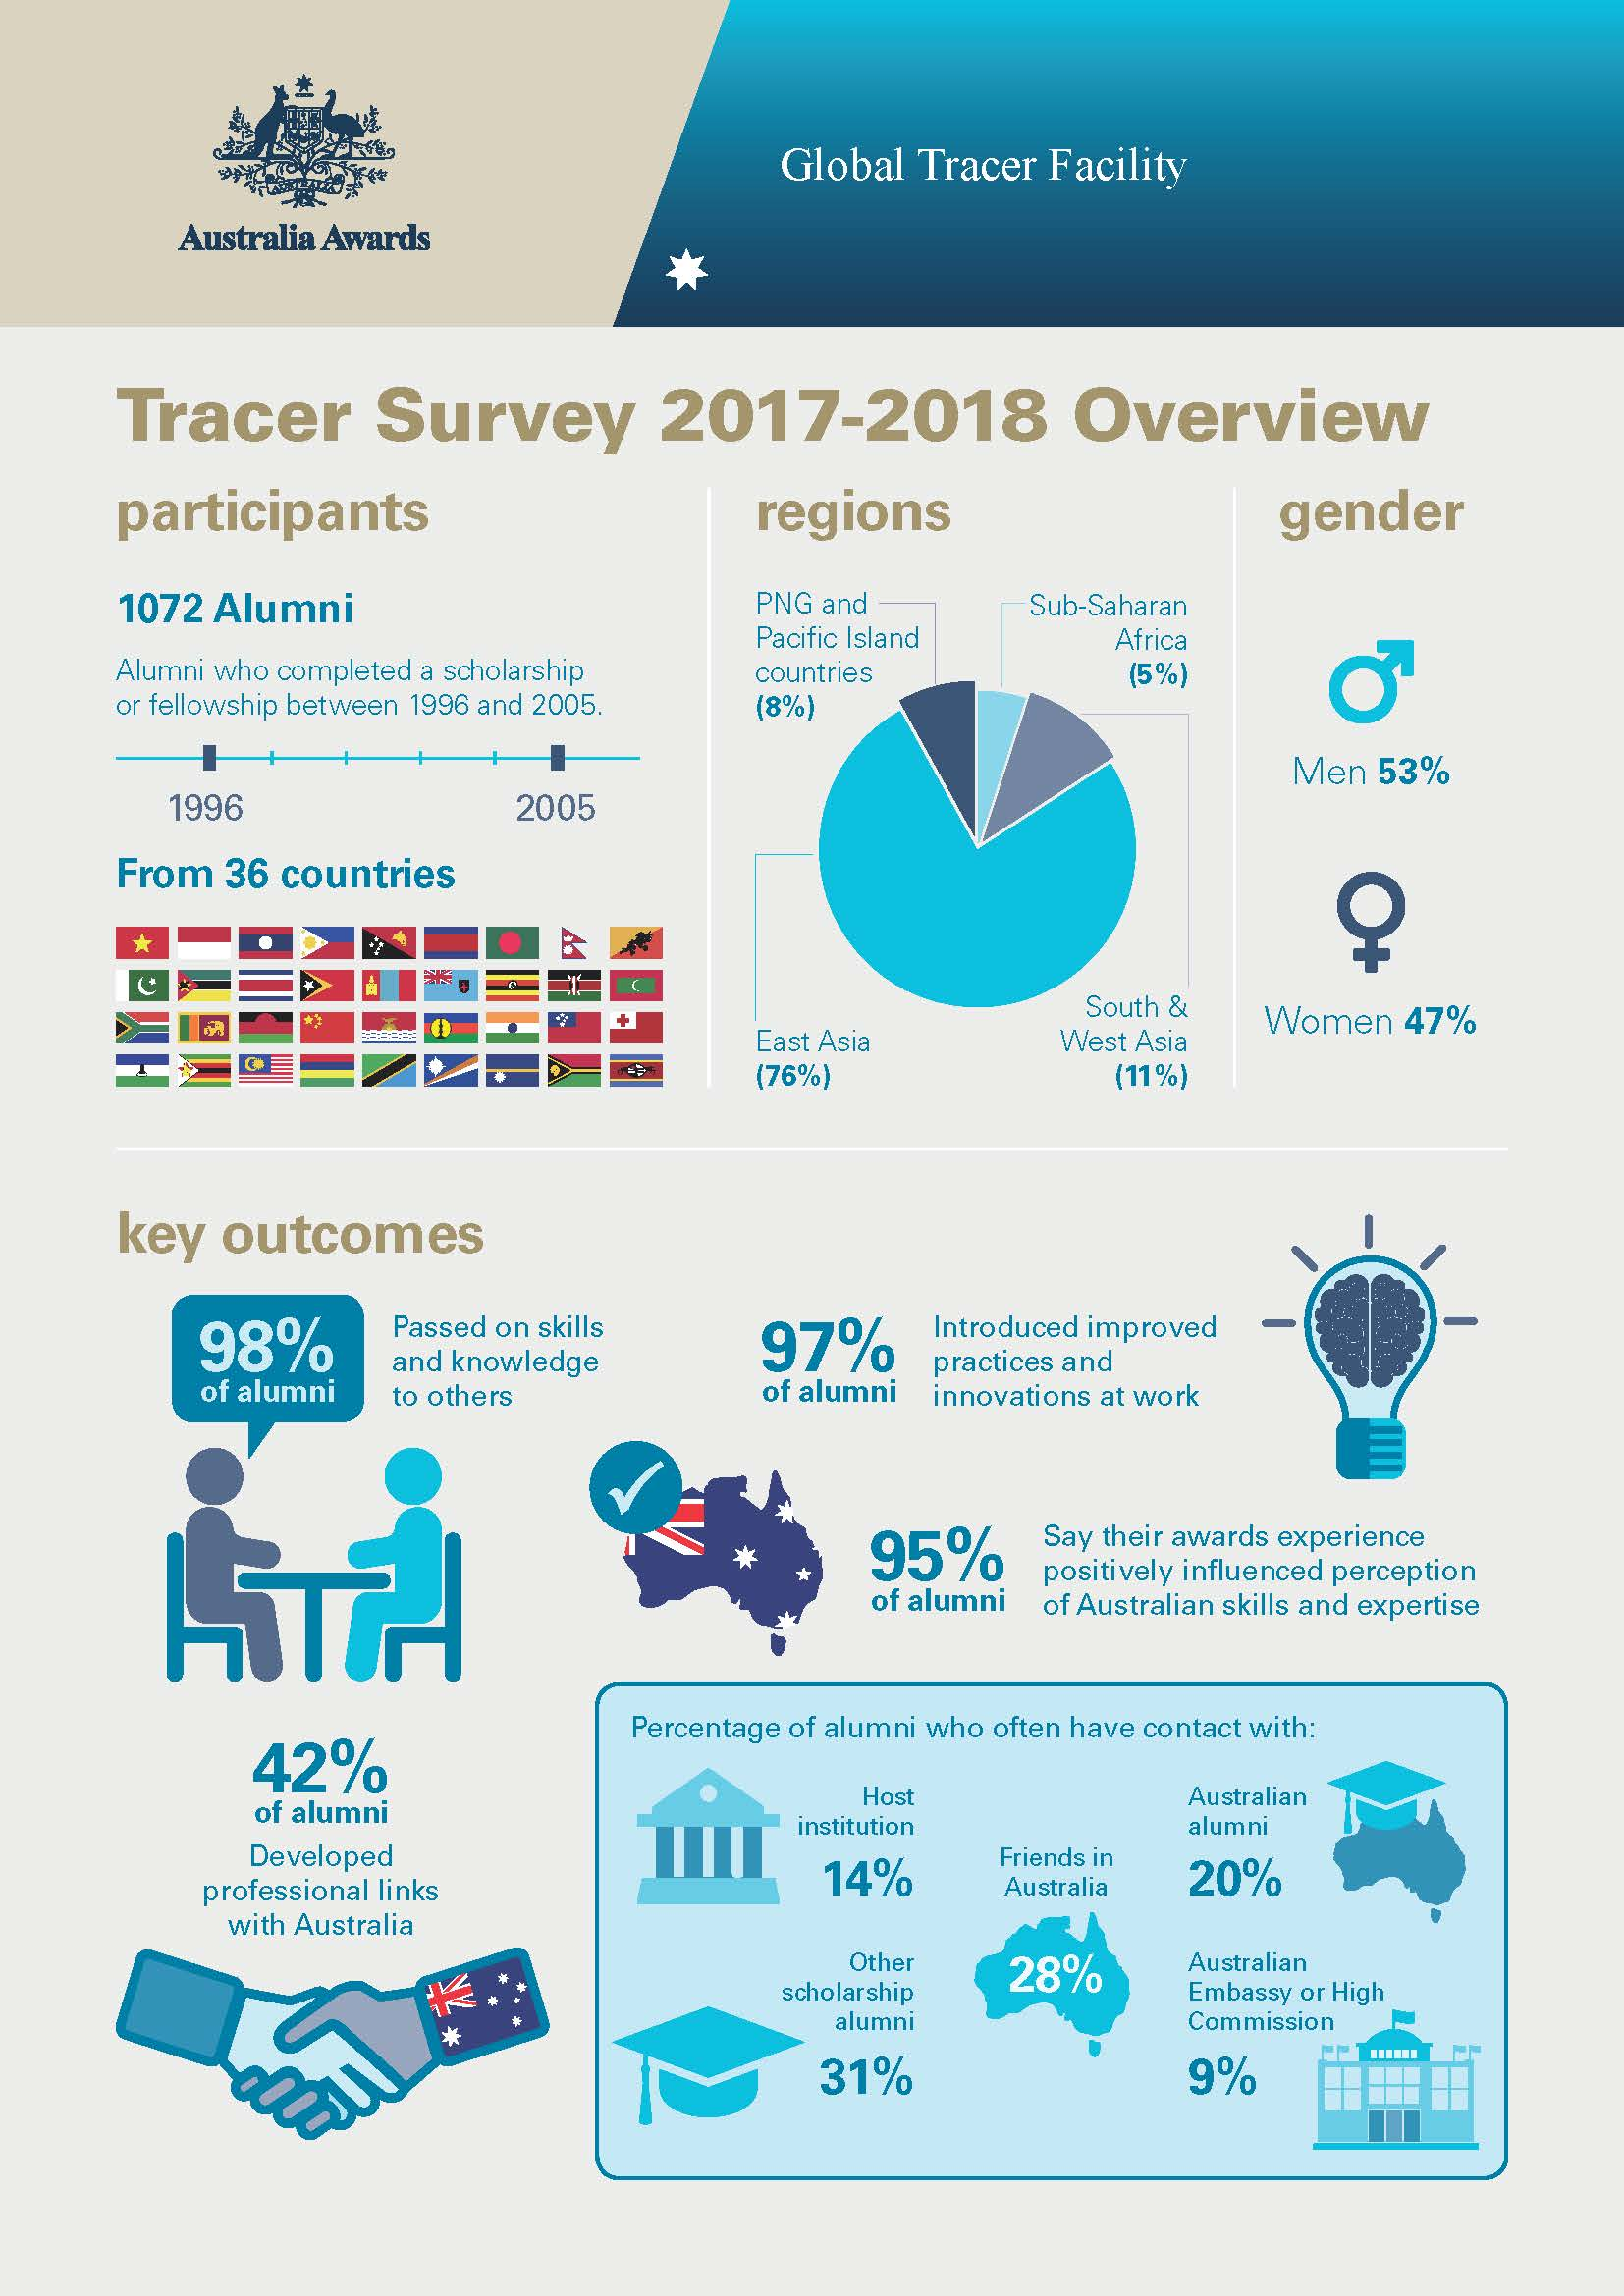 Australia Awards
Global Tracer Facility
Tracer Survey 2017-2018 Overview
participants
1072 Alumni
Alumni who completed a scholarship
or fellowship between 1996 and 2005.
1996
2005
From 36 countries
regions
PNG and
Pacific Island
countries
(8%)
Sub-Saharan
Africa
(5%)
East Asia
(76%)
South &
West Asia
(11%)
gender
Men 53%
Women 47%
key outcomes
98%
of alumni
Passed on skills
and knowledge
to others
97%
of alumni
Introduced improved
practices and
innovations at work
95%
of alumni
Say their awards experience
positively influenced perception
of Australian skills and expertise
42%
of alumni
Developed
professional links
with Australia
Percentage of alumni who often have contact with:
Host
institution
14%
Friends in
Australia
28%
Australian
alumni
20%
Other
scholarship
alumni
31%
Australian
Embassy or High
Commission
9%